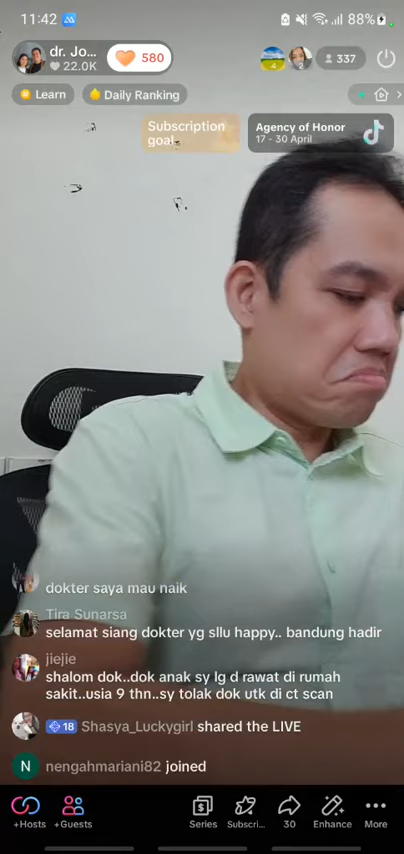 11:42
88%
dr. Jo...
22.0K
580
4
2
337
Learn
Daily Ranking
Subscription
goal
Agency of Honor
17 - 30 April
dokter saya mau naik
Tira Sunarsa
selamat siang dokter yg sllu happy.. bandung hadir
jiejie
shalom dok..dok anak sy lg d rawat di rumah
sakit..usia 9 thn..sy tolak dok utk di ct scan
18 Shasya_Luckygirl shared the LIVE
N nengahmariani82 joined
+Hosts
+Guests
Series
Subscri...
30
Enhance
More